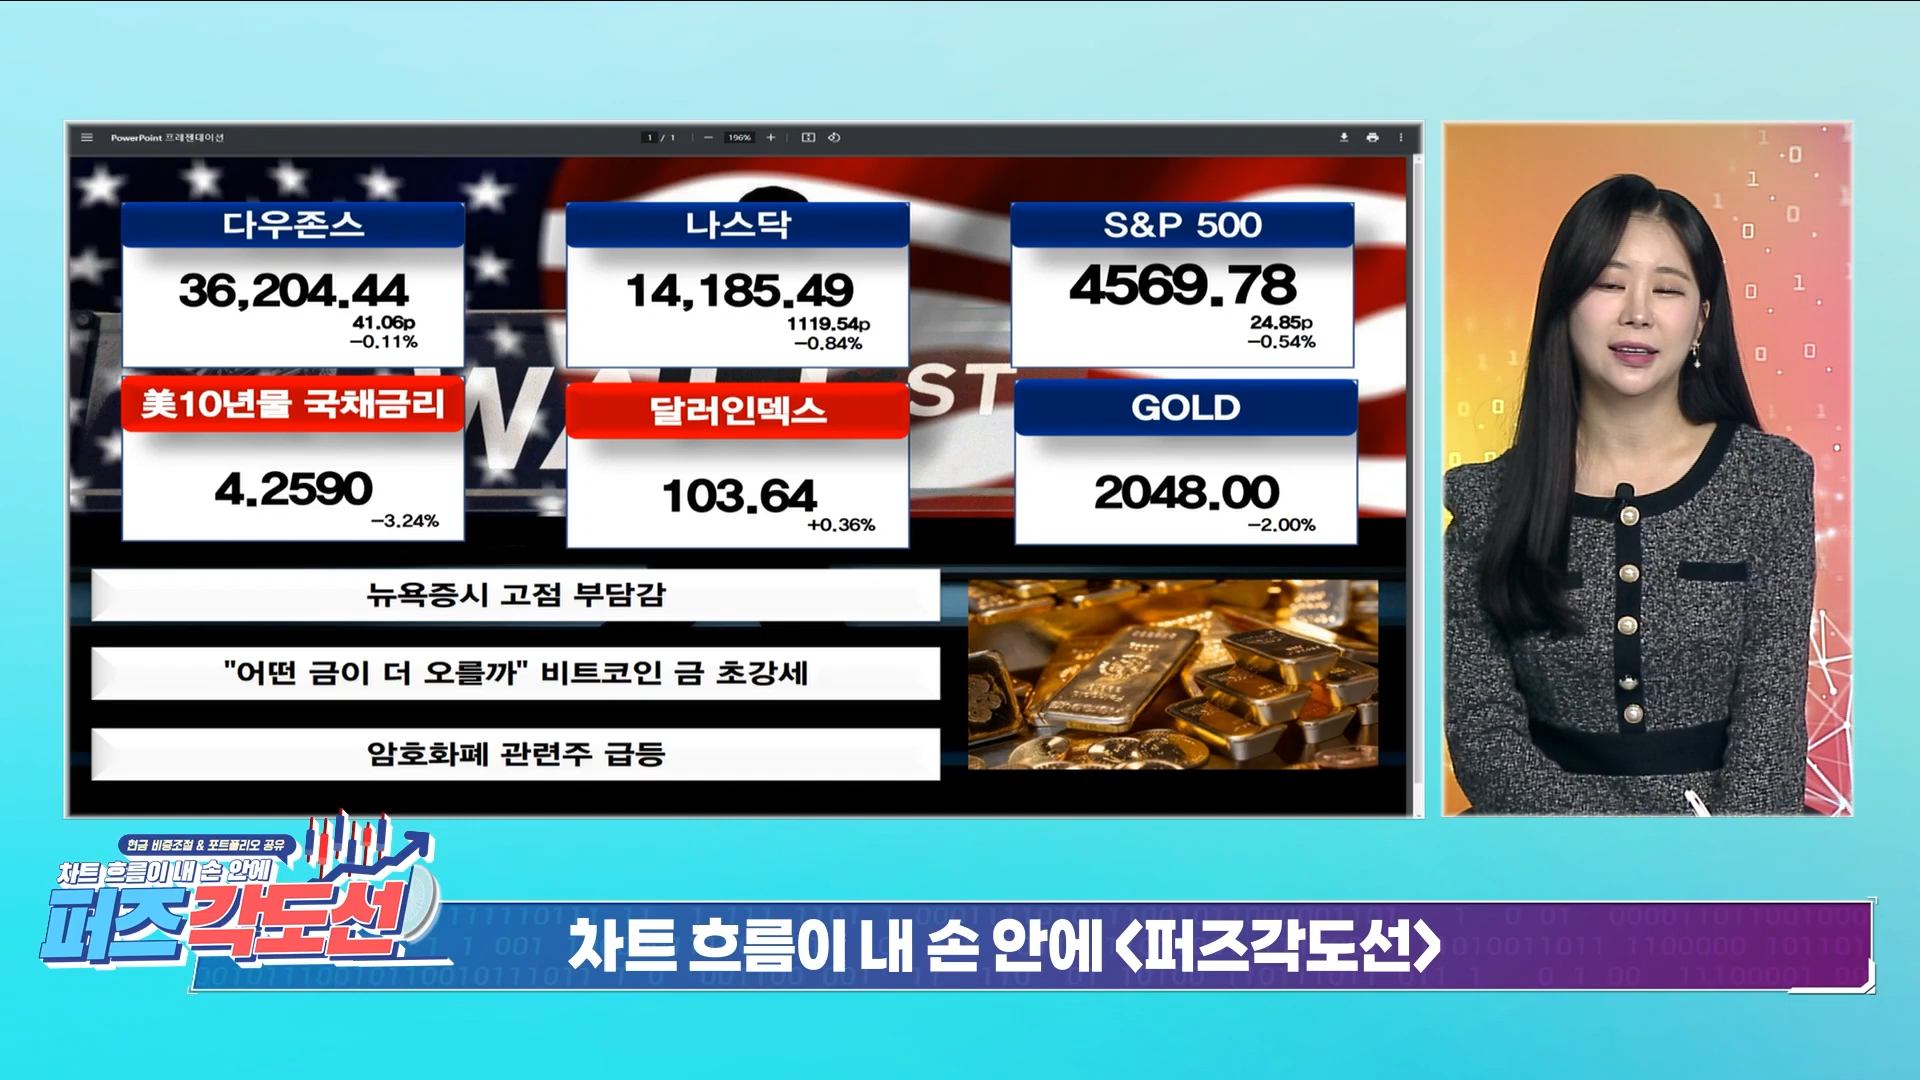 PowerPoint 프레젠테이션
1 / 1
196%
다우존스
36,204.44
41.06p
-0.11%
나스닥
14,185.49
1119.54p
-0.84%
S&P 500
4569.78
24.85p
-0.54%
WALL ST
美10년물 국채금리
4.2590
-3.24%
달러인덱스
103.64
+0.36%
GOLD
2048.00
-2.00%
뉴욕증시 고점 부담감
"어떤 금이 더 오를까" 비트코인 금 초강세
암호화폐 관련주 급등
현금 비중조절 & 포트폴리오 공유
차트 흐름이 내 손 안에
퍼즈각도선
차트 흐름이 내 손 안에 <퍼즈각도선>